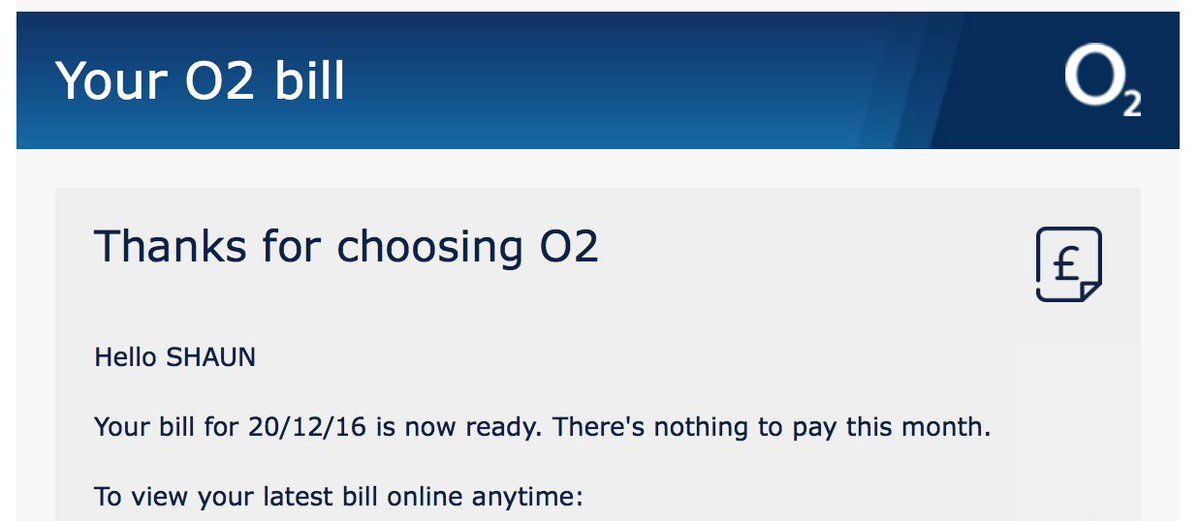 Your O2 bill
O2
Thanks for choosing O2
£
Hello SHAUN
Your bill for 20/12/16 is now ready. There's nothing to pay this month.
To view your latest bill online anytime: